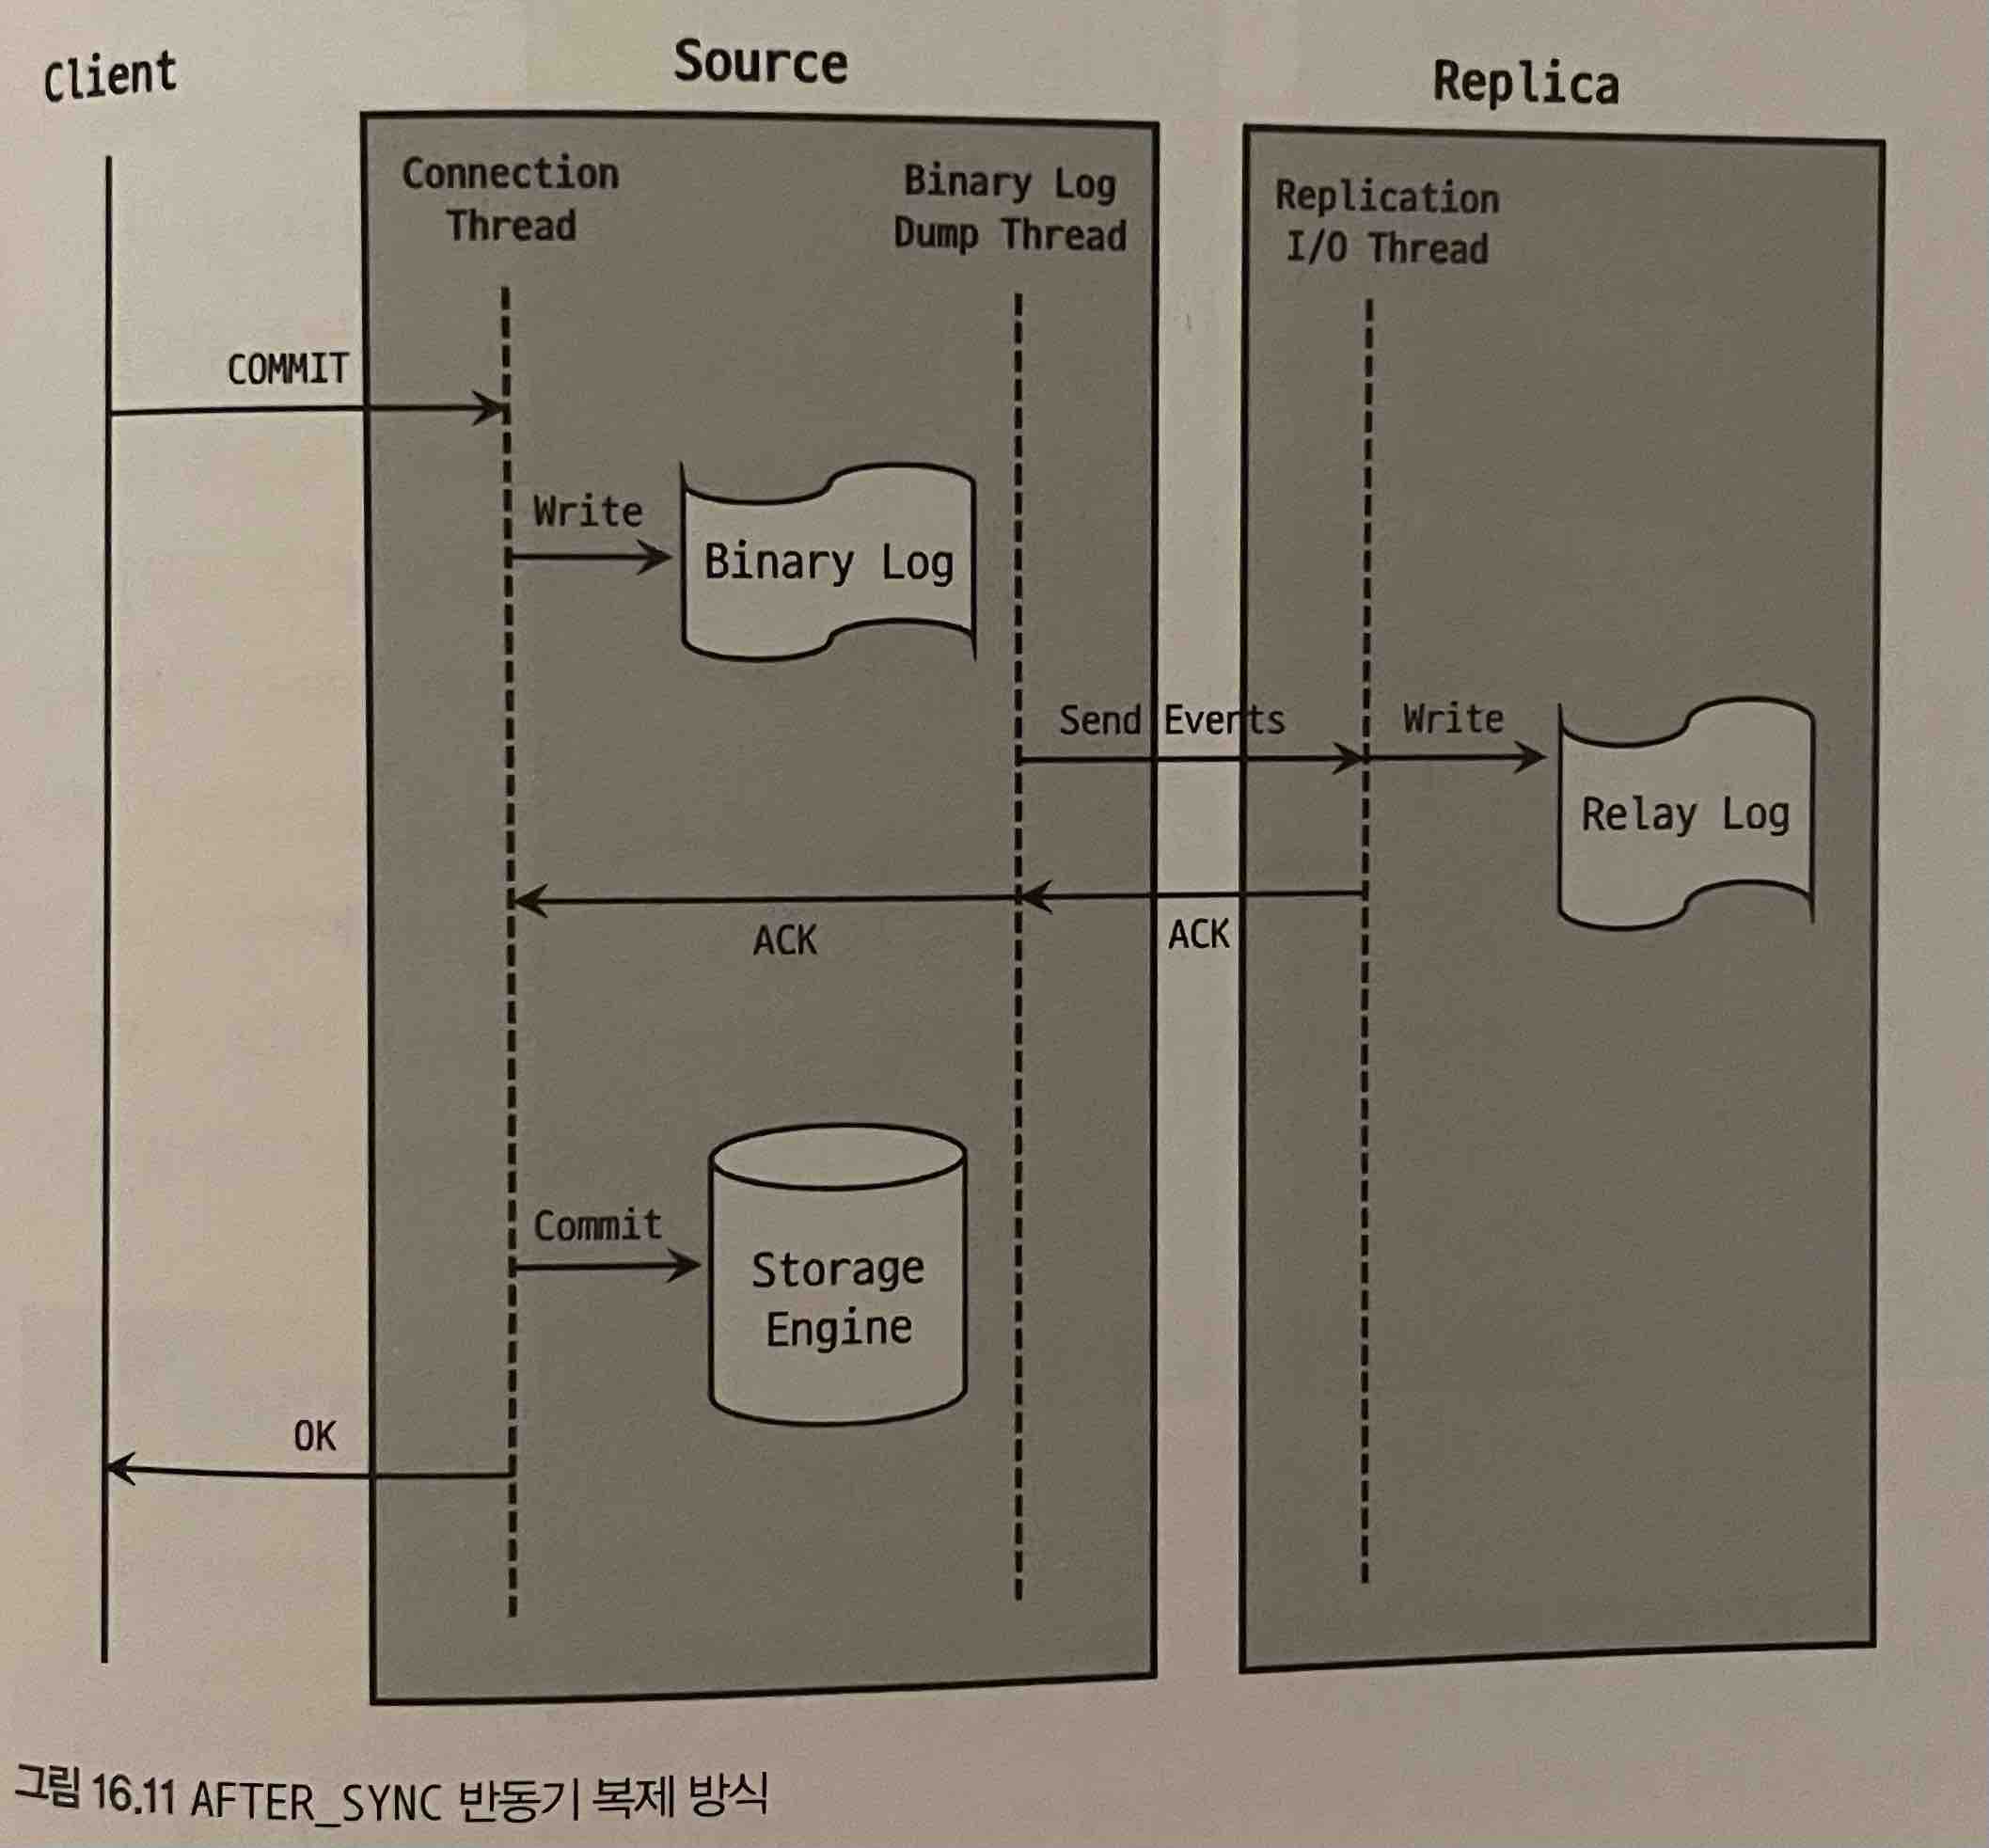 Client
Source
Replica
Connection
Thread
Binary Log
Dump Thread
Replication
I/O Thread
COMMIT
Write
Binary Log
Send Events
Write
Relay Log
ACK
ACK
Commit
Storage
Engine
OK
그림 16.11 AFTER_SYNC 반동기 복제 방식